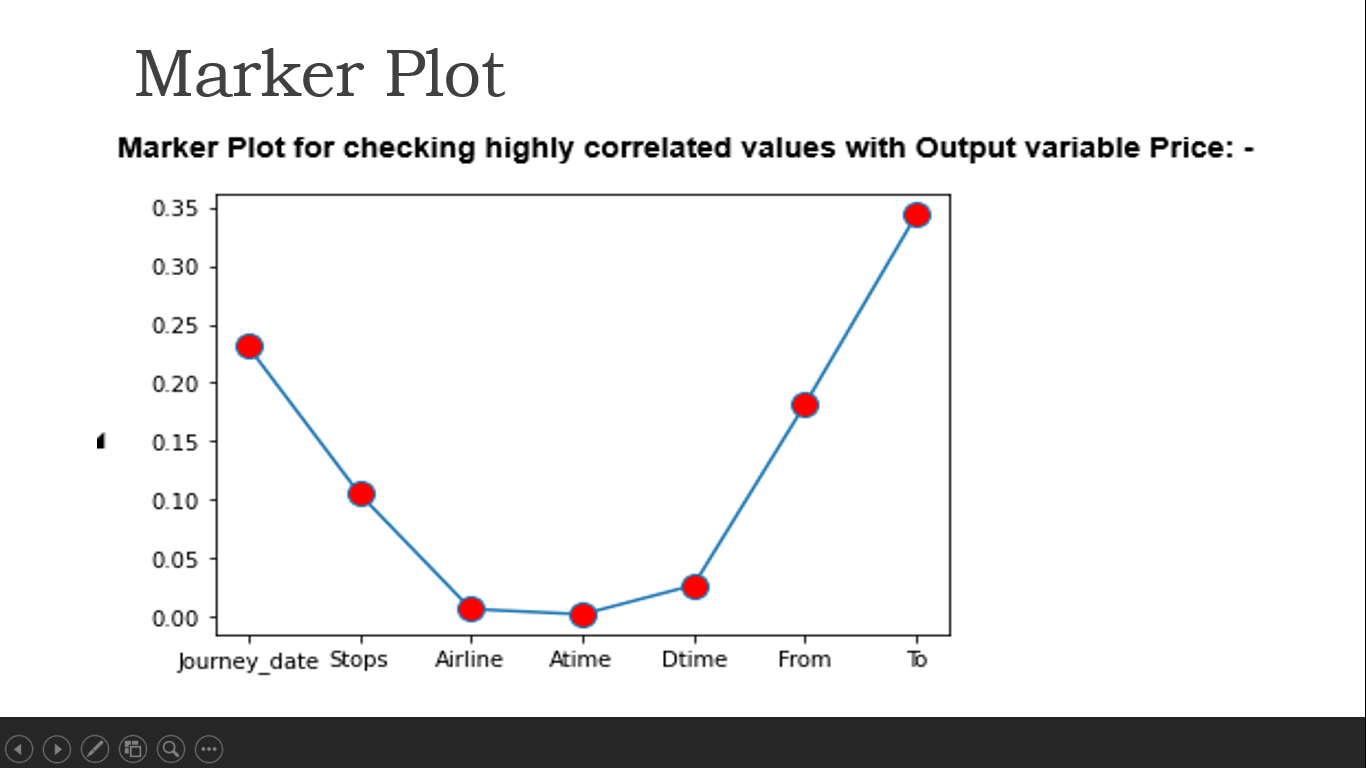 Marker Plot
Marker Plot for checking highly correlated values with Output variable Price: -
0.35
0.30
0.25
0.20
0.15
0.10
0.05
0.00
Journey_date Stops Airline Atime Dtime From To